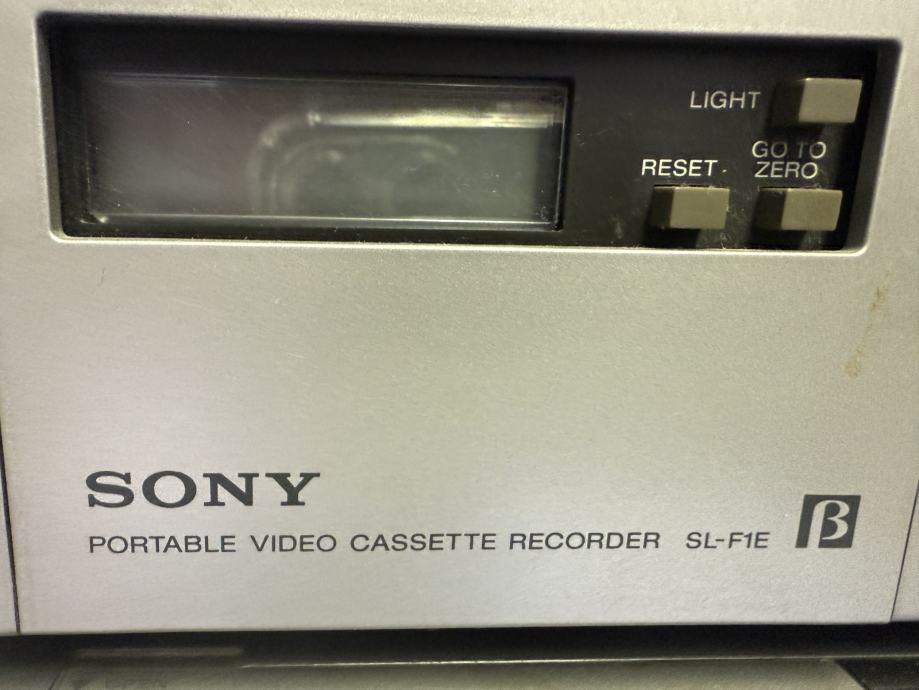 LIGHT
GO TO
RESET ZERO
SONY
PORTABLE VIDEO CASSETTE RECORDER SL-F1E β